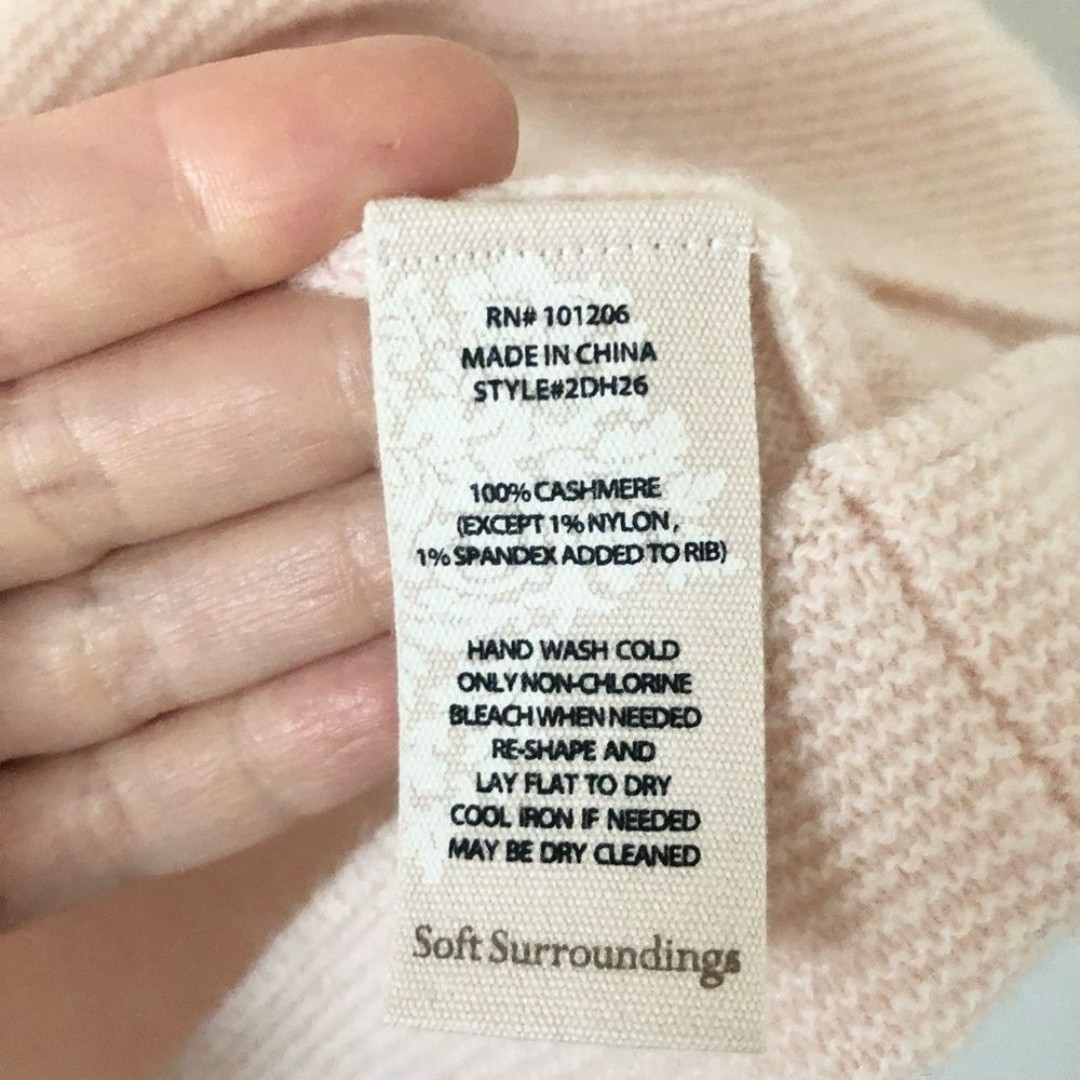 RN# 101206
MADE IN CHINA
STYLE#2DH26
100% CASHMERE
(EXCEPT 1% NYLON,
1% SPANDEX ADDED TO RIB)
HAND WASH COLD
ONLY NON-CHLORINE
BLEACH WHEN NEEDED
RE-SHAPE AND
LAY FLAT TO DRY
COOL IRON IF NEEDED
MAY BE DRY CLEANED
Soft Surroundings